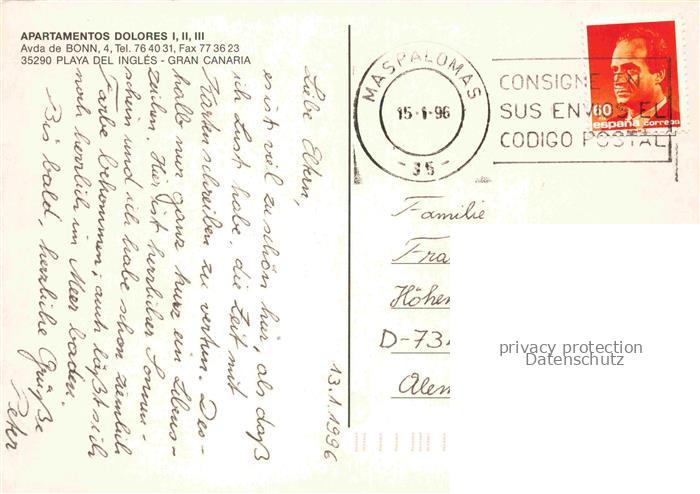 APARTAMENTOS DOLORES I, II, III
Avda de BONN, 4, Tel. 76 40 31, Fax 77 36 23
35290 PLAYA DEL INGLÉS - GRAN CANARIA
13.1.1996
Liebe Eltern,
es ist viel zu schön hier, als daß
ich Lust habe, die Zeit mit
Kartenschreiben zu vertun. Des-
halb nur ganz kurz ein Lebens-
zeichen. Hier ist herrlicher Sonnen-
schein und ich habe schon ziemlich
Farbe bekommen; auch läßt sich
noch herrlich im Meer baden.
Bis bald, herzliche Grüße
Peter
MASPALOMAS
15-1-96
- 35 -
CONSIGNE EN
SUS ENVIOS EL
CODIGO POSTAL
60
españa correos
Familie
Fra
Höhen
D-73
Alem
privacy protection
Datenschutz